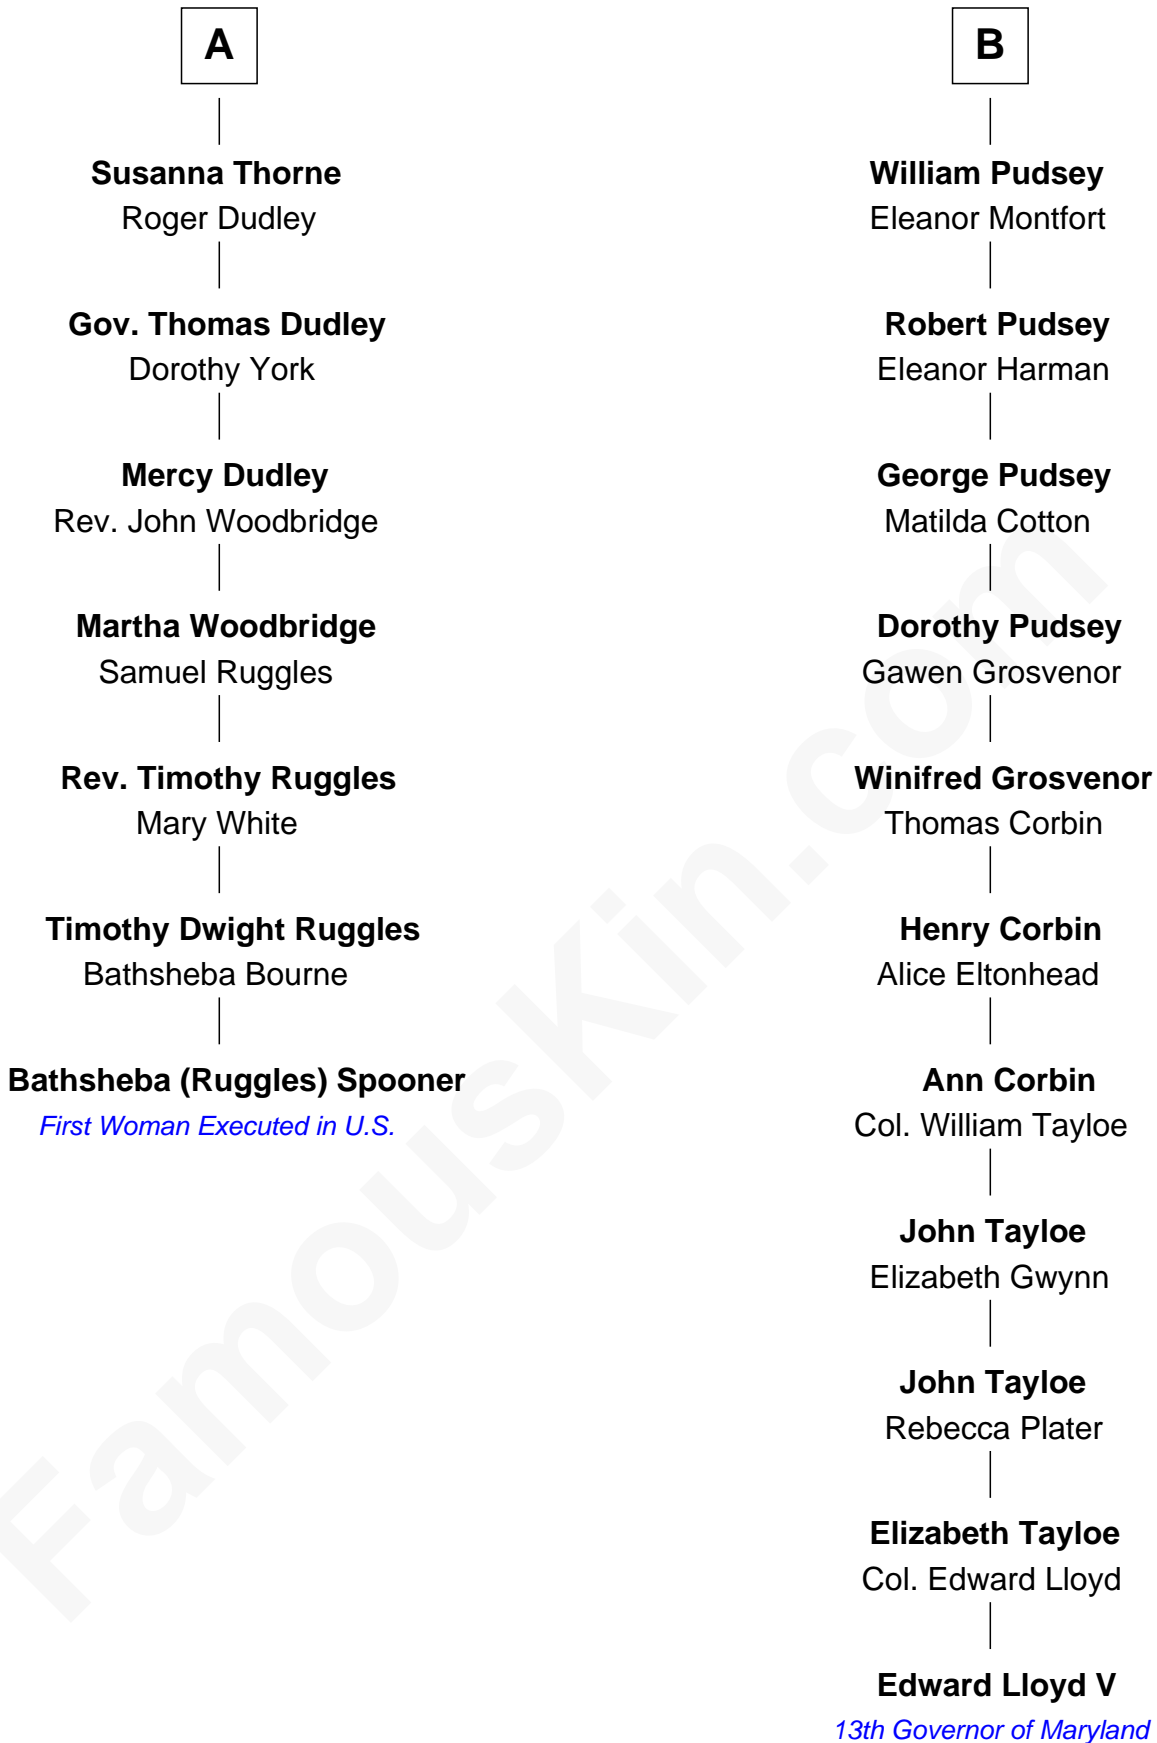 A
Susanna Thorne
Roger Dudley
Gov. Thomas Dudley
Dorothy York
Mercy Dudley
Rev. John Woodbridge
Martha Woodbridge
Samuel Ruggles
Rev. Timothy Ruggles
Mary White
Timothy Dwight Ruggles
Bathsheba Bourne
Bathsheba (Ruggles) Spooner
First Woman Executed in U.S.
B
William Pudsey
Eleanor Montfort
Robert Pudsey
Eleanor Harman
George Pudsey
Matilda Cotton
Dorothy Pudsey
Gawen Grosvenor
Winifred Grosvenor
Thomas Corbin
Henry Corbin
Alice Eltonhead
Ann Corbin
Col. William Tayloe
John Tayloe
Elizabeth Gwynn
John Tayloe
Rebecca Plater
Elizabeth Tayloe
Col. Edward Lloyd
Edward Lloyd V
13th Governor of Maryland
FamousKin.com